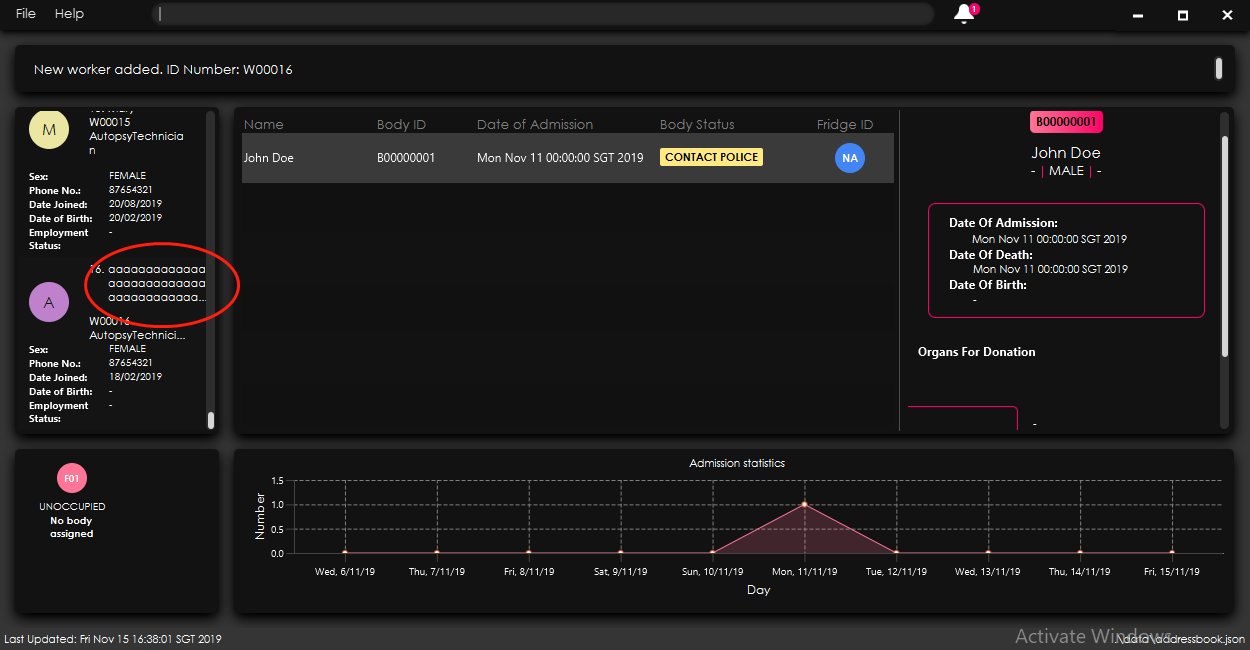 File Help
1
New worker added. ID Number: W00016
M
W00015
AutopsyTechnicia
n
Sex: FEMALE
Phone No.: 87654321
Date Joined: 20/08/2019
Date of Birth: 20/02/2019
Employment -
Status:
16. aaaaaaaaaaaaa
aaaaaaaaaaaaa
aaaaaaaaaaaa...
A
W00016
AutopsyTechnici...
Sex: FEMALE
Phone No.: 87654321
Date Joined: 18/02/2019
Date of Birth: -
Employment -
Status:
Name Body ID Date of Admission Body Status Fridge ID
John Doe B00000001 Mon Nov 11 00:00:00 SGT 2019 CONTACT POLICE NA
B00000001
John Doe
- | MALE | -
Date Of Admission:
Mon Nov 11 00:00:00 SGT 2019
Date Of Death:
Mon Nov 11 00:00:00 SGT 2019
Date Of Birth:
-
Organs For Donation
-
F01
UNOCCUPIED
No body
assigned
Admission statistics
Number
1.5
1.0
0.5
0.0
Wed, 6/11/19 Thu, 7/11/19 Fri, 8/11/19 Sat, 9/11/19 Sun, 10/11/19 Mon, 11/11/19 Tue, 12/11/19 Wed, 13/11/19 Thu, 14/11/19 Fri, 15/11/19
Day
Last Updated: Fri Nov 15 16:38:01 SGT 2019
Activate Windows
.\data\addressbook.json